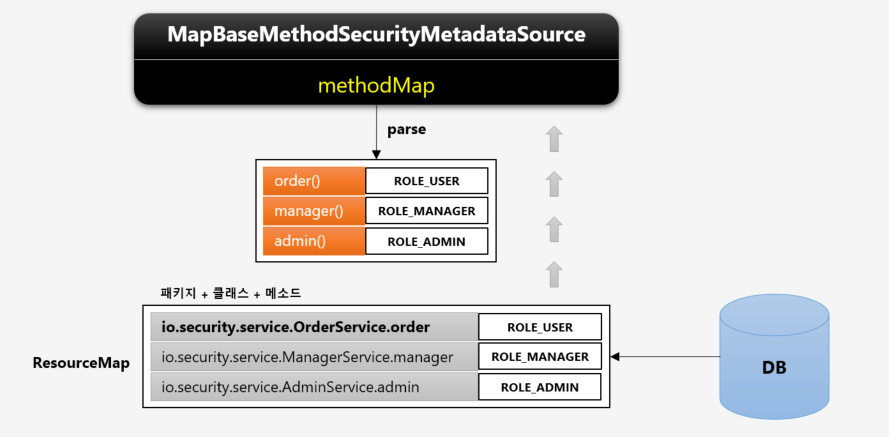 MapBaseMethodSecurityMetadataSource
methodMap
parse
order() ROLE_USER
manager() ROLE_MANAGER
admin() ROLE_ADMIN
패키지 + 클래스 + 메소드
io.security.service.OrderService.order ROLE_USER
ResourceMap
io.security.service.ManagerService.manager ROLE_MANAGER
io.security.service.AdminService.admin ROLE_ADMIN
DB